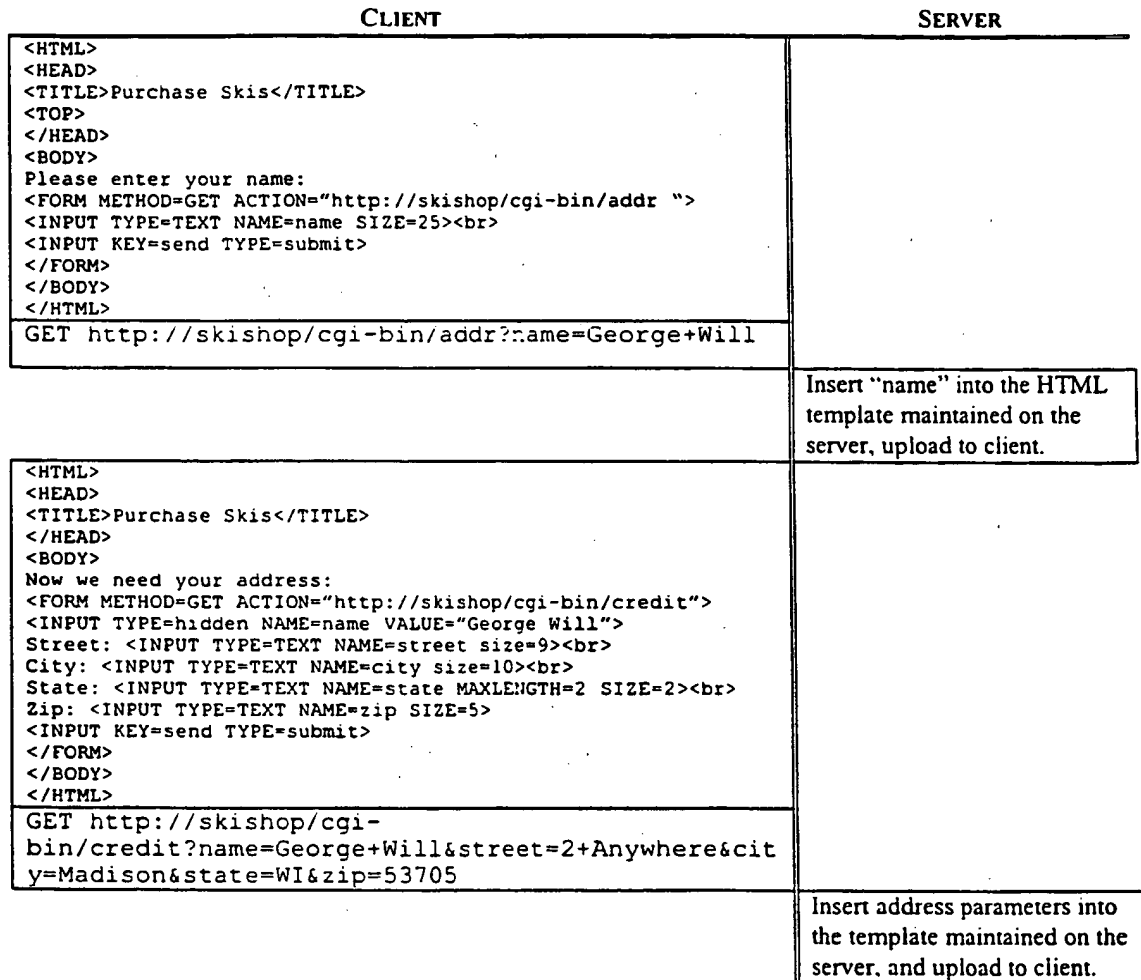 CLIENT
SERVER
<HTML>
<HEAD>
<TITLE>Purchase Skis</TITLE>
<TOP>
</HEAD>
<BODY>
Please enter your name:
<FORM METHOD=GET ACTION="http://skishop/cgi-bin/addr “>
<INPUT TYPE=TEXT NAME=name SIZE=25><br>
<INPUT KEY=send TYPE=submit>
</FORM>
</BODY>
</HTML>
GET http://skishop/cgi-bin/addr?name=George+Will
Insert “name” into the HTML
template maintained on the
server, upload to client.
<HTML>
<HEAD>
<TITLE>Purchase Skis</TITLE>
</HEAD>
<BODY>
Now we need your address:
<FORM METHOD=GET ACTION="http://skishop/cgi-bin/credit">
<INPUT TYPE=hidden NAME=name VALUE="George Will">
Street: <INPUT TYPE=TEXT NAME=street size=9><br>
City: <INPUT TYPE=TEXT NAME=city size=10><br>
State: <INPUT TYPE=TEXT NAME=state MAXLENGTH=2 SIZE=2><br>
Zip: <INPUT TYPE=TEXT NAME=zip SIZE=5>
<INPUT KEY=send TYPE=submit>
</FORM>
</BODY>
</HTML>
GET http://skishop/cgi-
bin/credit?name=George+Will&street=2+Anywhere&cit
y=Madison&state=WI&zip=53705
Insert address parameters into
the template maintained on the
server, and upload to client.